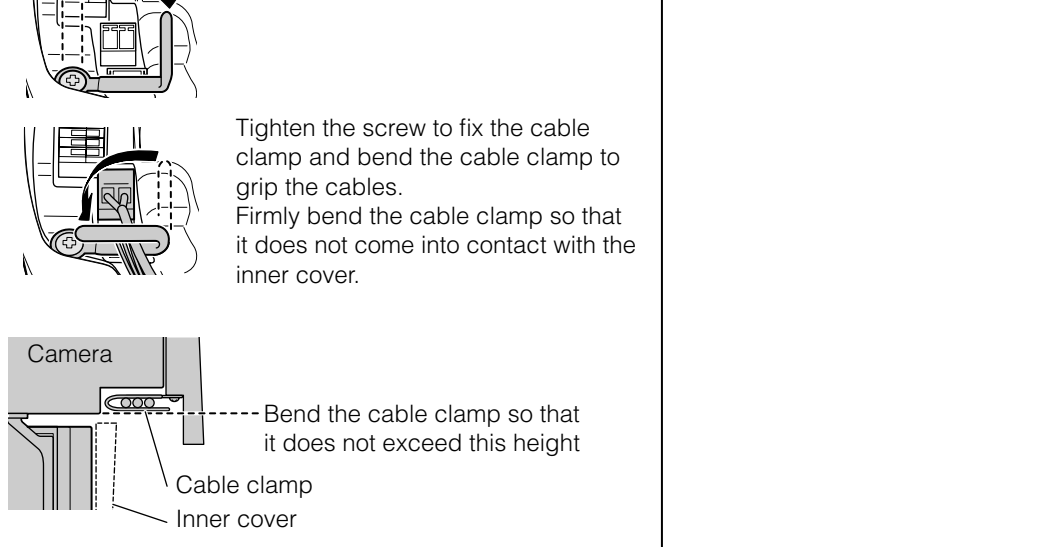 Tighten the screw to fix the cable
clamp and bend the cable clamp to
grip the cables.
Firmly bend the cable clamp so that
it does not come into contact with the
inner cover.
Camera
Bend the cable clamp so that
it does not exceed this height
Cable clamp
Inner cover